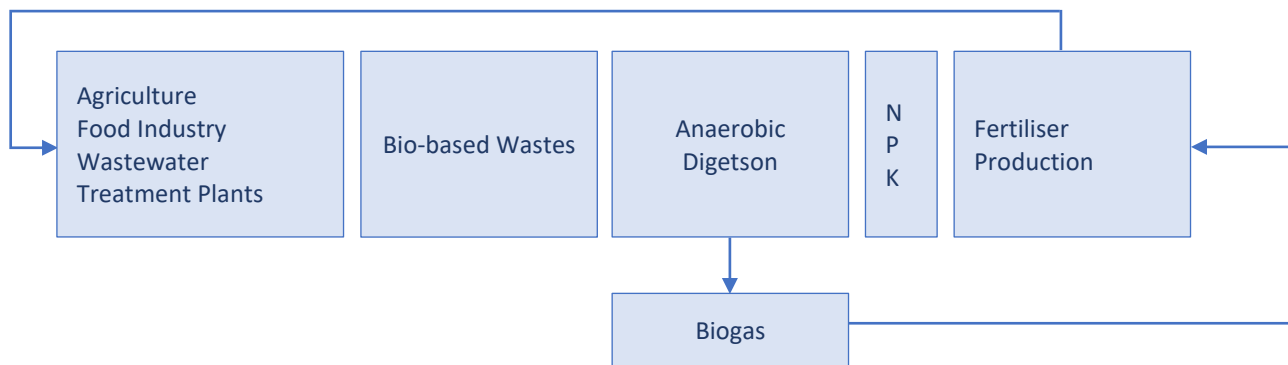 Agriculture
Food Industry
Wastewater
Treatment Plants
Bio-based Wastes
Anaerobic
Digetson
N
P
K
Fertiliser
Production
Biogas